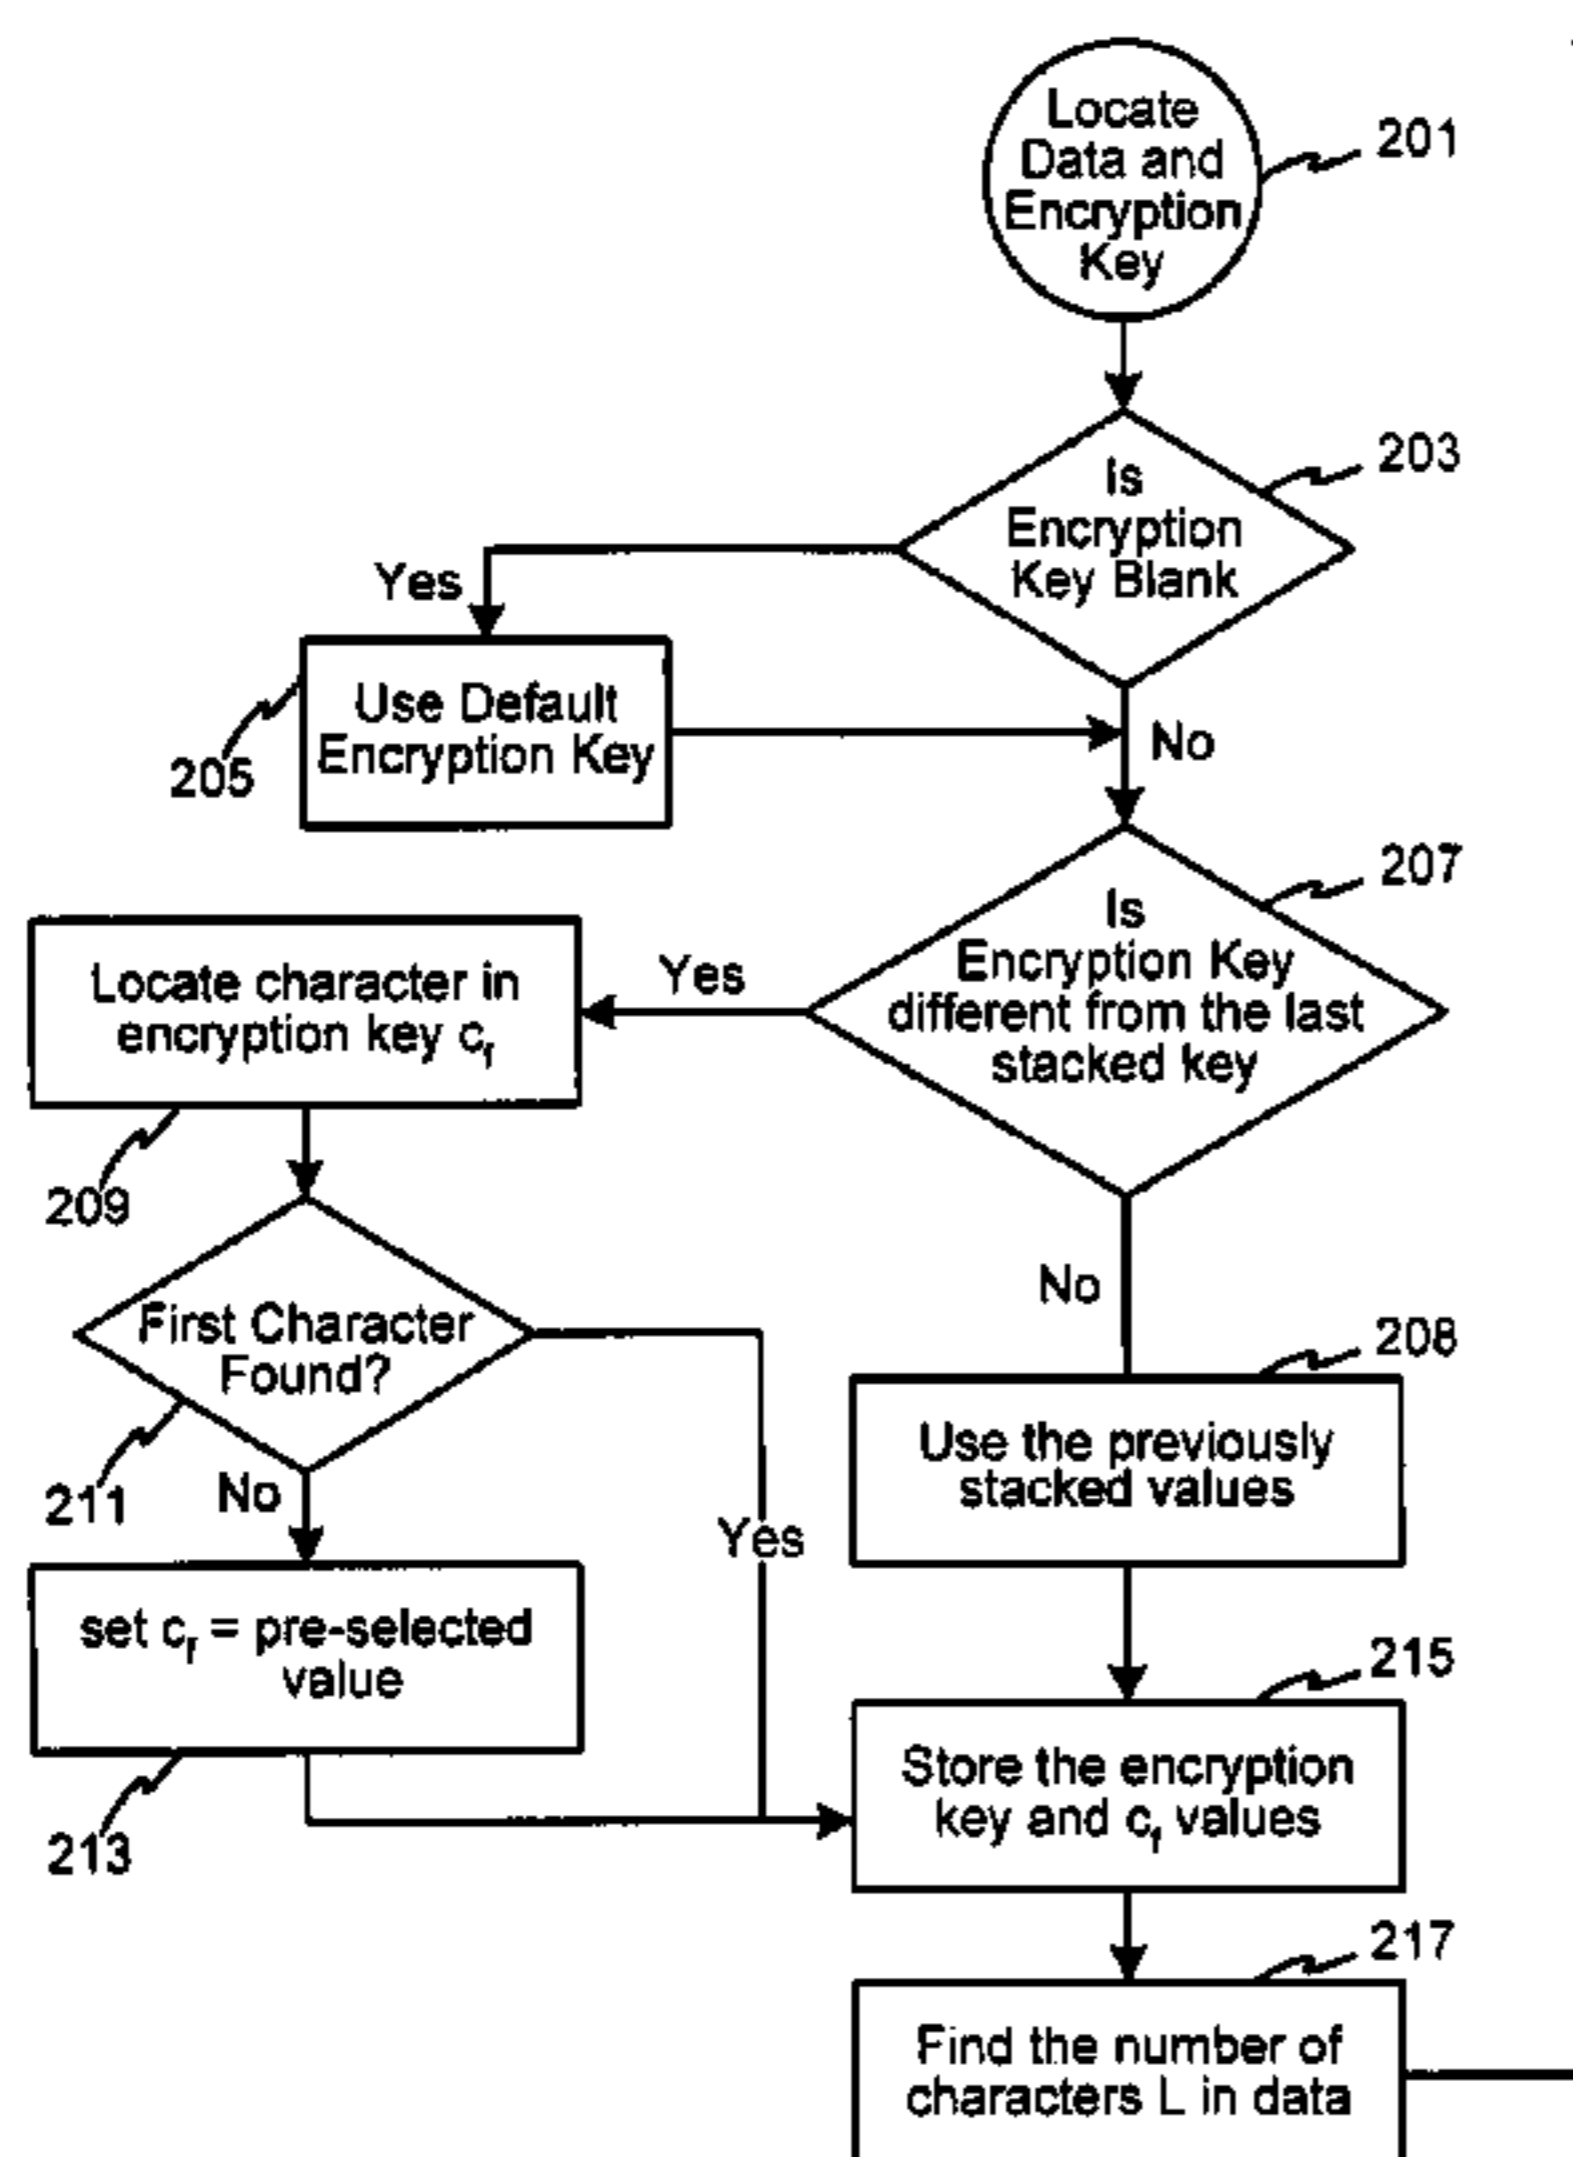 Locate
Data and
Encryption
Key
201
Is
Encryption
Key Blank
203
Yes
Use Default
Encryption Key
205
No
Is
Encryption Key
different from the last
stacked key
207
Yes
Locate character in
encryption key cf
209
No
First Character
Found?
211
No
Yes
208
Use the previously
stacked values
set cf = pre-selected
value
213
215
Store the encryption
key and cf values
217
Find the number of
characters L in data